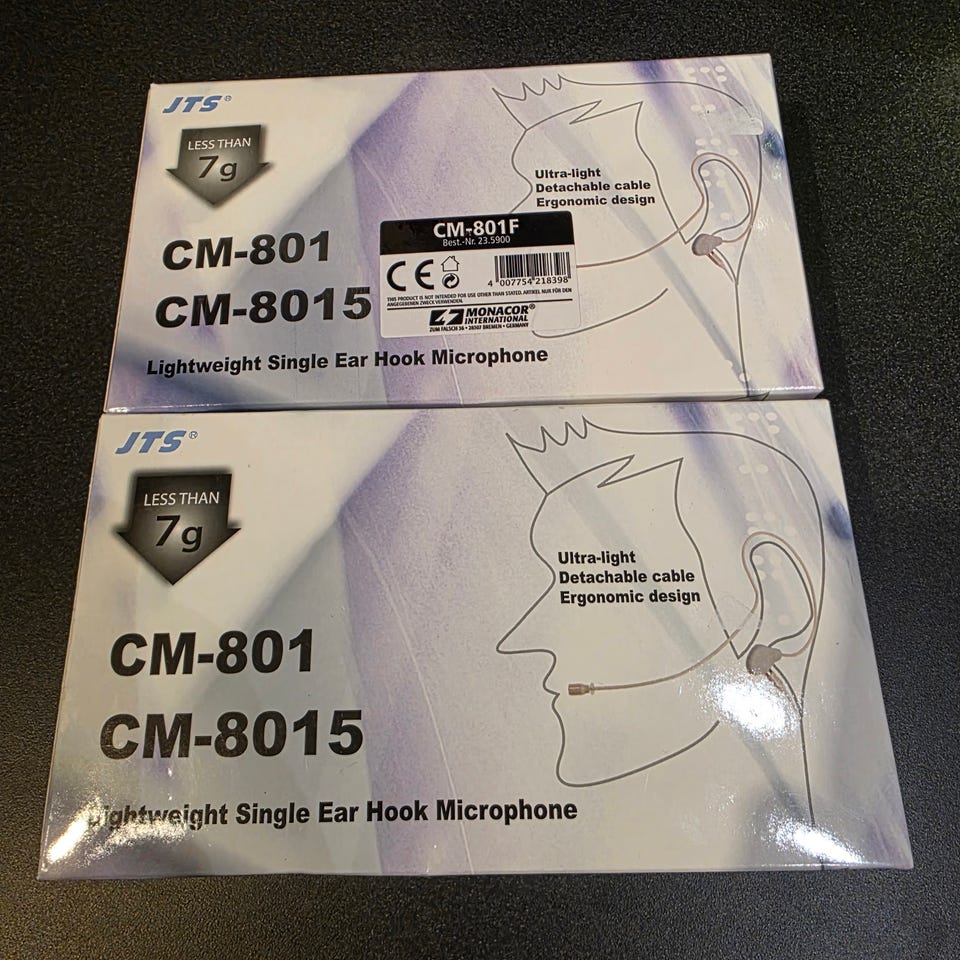 JTS®
LESS THAN
7g
Ultra-light
Detachable cable
Ergonomic design
CM-801
CM-8015
CM-801F
Best.-Nr. 23.5900
CE
4 007754 218398
THIS PRODUCT IS NOT INTENDED FOR USE OTHER THAN STATED. ARTIKEL NUR FÜR DEN
ANGEGEBENEN ZWECK VERWENDEN.
MONACOR®
INTERNATIONAL
ZUM FALSCH 36 • 28307 BREMEN • GERMANY
Lightweight Single Ear Hook Microphone
JTS®
LESS THAN
7g
Ultra-light
Detachable cable
Ergonomic design
CM-801
CM-8015
Lightweight Single Ear Hook Microphone